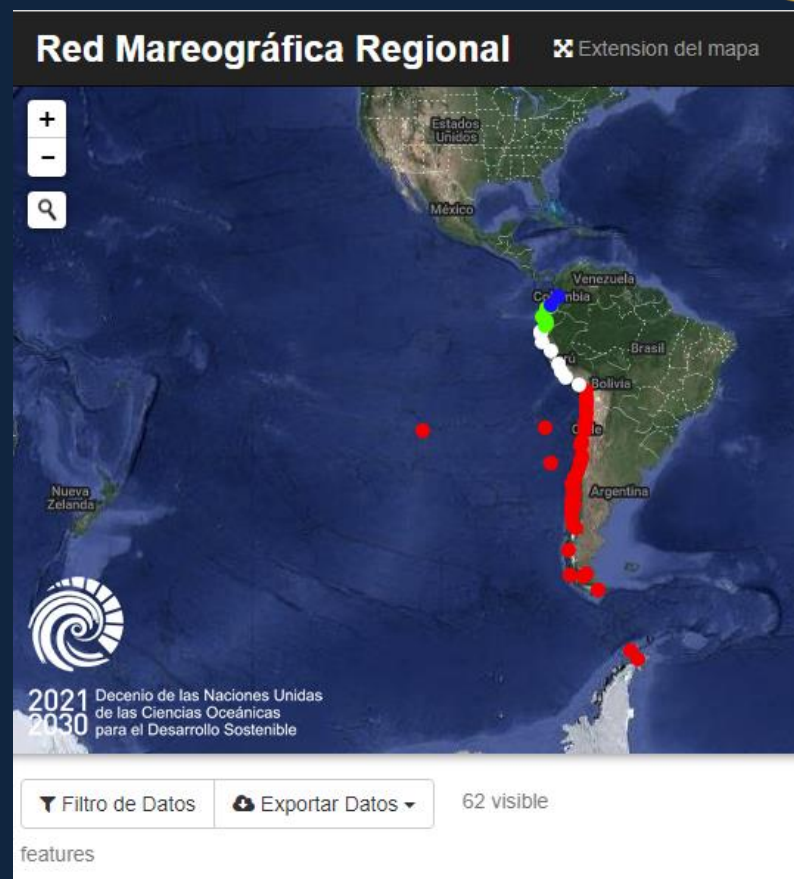 Red Mareográfica Regional
Extension del mapa
+
−
Estados
Unidos
México
Venezuela
Colombia
Brasil
Bolivia
Chile
Nueva
Zelanda
Argentina
2021
2030
Decenio de las Naciones Unidas
de las Ciencias Oceánicas
para el Desarrollo Sostenible
Filtro de Datos
Exportar Datos
62 visible
features